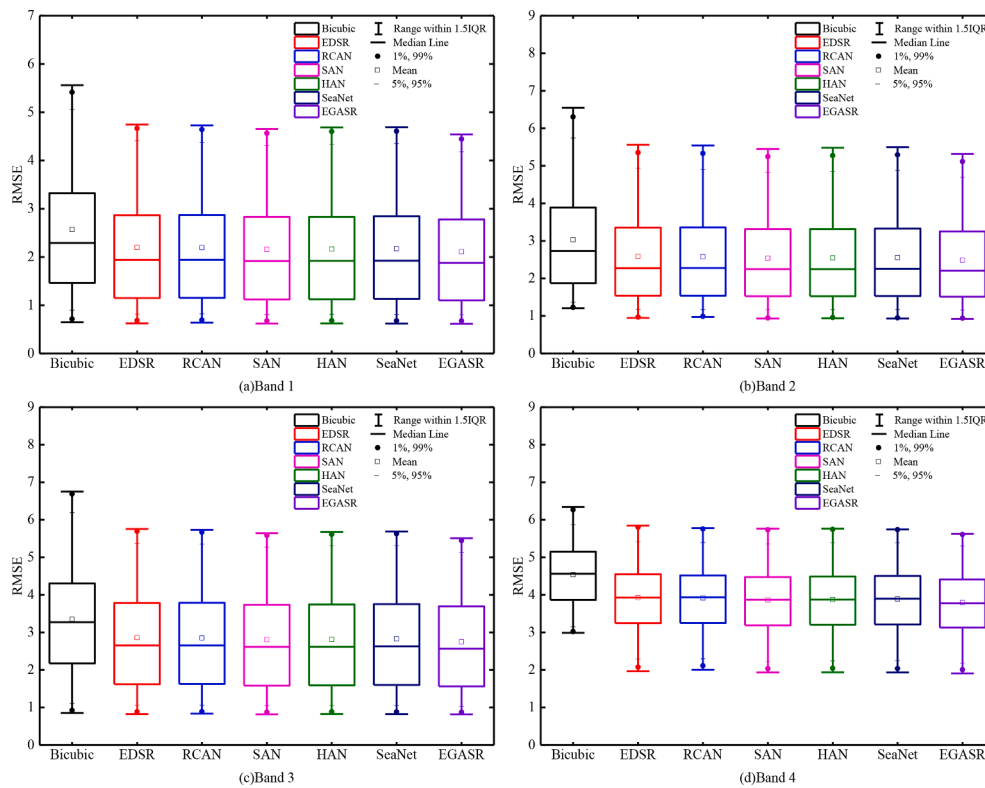 7
6
5
4
3
2
1
0
RMSE
Bicubic
EDSR
RCAN
SAN
HAN
SeaNet
EGASR
Range within 1.5IQR
Median Line
1%, 99%
Mean
5%, 95%
Bicubic EDSR RCAN SAN HAN SeaNet EGASR
(a)Band 1
9
8
7
6
5
4
3
2
1
0
RMSE
Bicubic
EDSR
RCAN
SAN
HAN
SeaNet
EGASR
Range within 1.5IQR
Median Line
1%, 99%
Mean
5%, 95%
Bicubic EDSR RCAN SAN HAN SeaNet EGASR
(b)Band 2
9
8
7
6
5
4
3
2
1
0
RMSE
Bicubic
EDSR
RCAN
SAN
HAN
SeaNet
EGASR
Range within 1.5IQR
Median Line
1%, 99%
Mean
5%, 95%
Bicubic EDSR RCAN SAN HAN SeaNet EGASR
(c)Band 3
9
8
7
6
5
4
3
2
1
0
RMSE
Bicubic
EDSR
RCAN
SAN
HAN
SeaNet
EGASR
Range within 1.5IQR
Median Line
1%, 99%
Mean
5%, 95%
Bicubic EDSR RCAN SAN HAN SeaNet EGASR
(d)Band 4